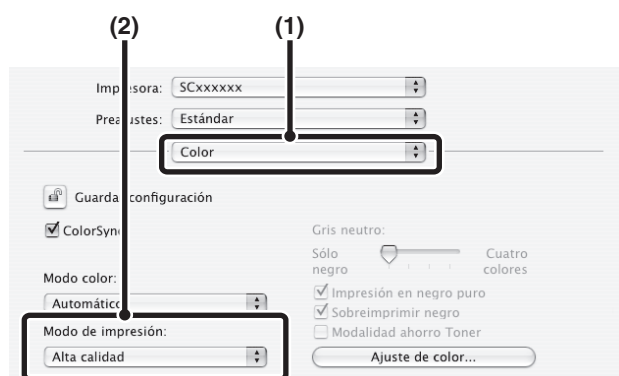 (2) (1)
Impresora: SCxxxxxx
Preajustes: Estándar
Color
Guardar configuración
ColorSync
Gris neutro:
Sólo negro Cuatro colores
Modo color:
Automático
Impresión en negro puro
Sobreimprimir negro
Modo de impresión:
Modalidad ahorro Toner
Alta calidad
Ajuste de color...